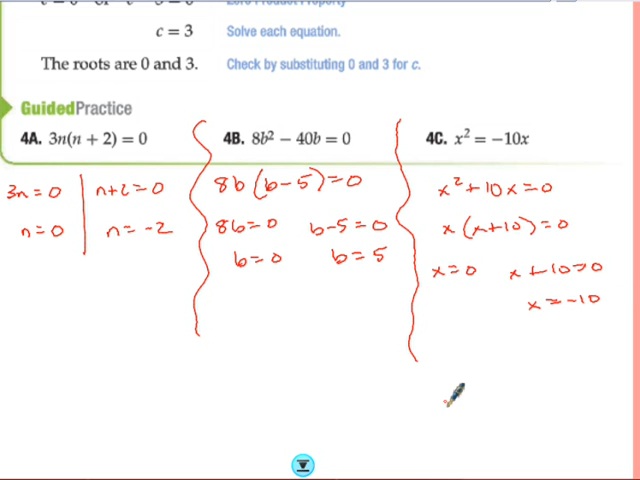 c = 3 Solve each equation.
The roots are 0 and 3. Check by substituting 0 and 3 for c.
GuidedPractice
4A. 3n(n + 2) = 0
3n = 0 n+2 = 0
n = 0 n = -2
4B. 8b² − 40b = 0
8b (b - 5) = 0
8b = 0 b - 5 = 0
b = 0 b = 5
4C. x² = −10x
x² + 10x = 0
x (x + 10) = 0
x = 0 x + 10 = 0
x = -10